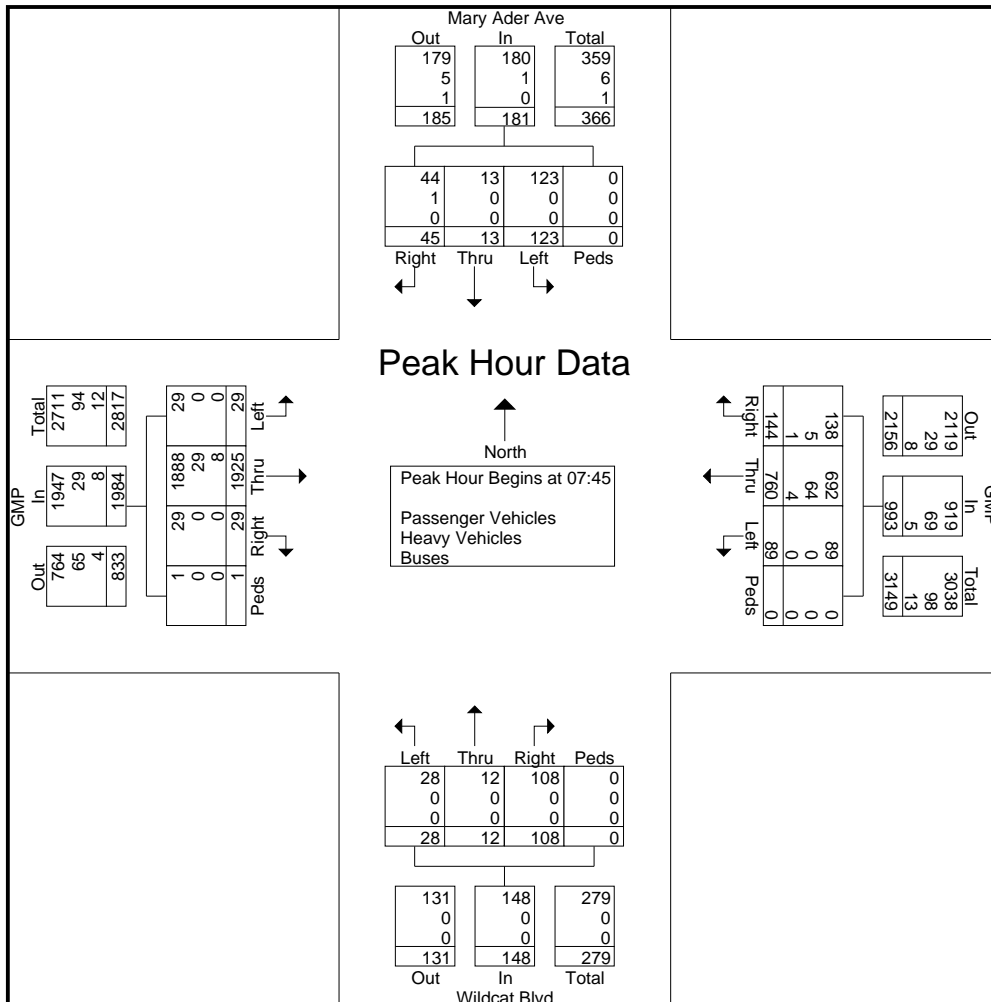 Mary Ader Ave
Out In Total
179 180 359
5 1 6
1 0 1
185 181 366
44 13 123 0
1 0 0 0
0 0 0 0
45 13 123 0
Right Thru Left Peds
Peak Hour Data
North
Peak Hour Begins at 07:45
Passenger Vehicles
Heavy Vehicles
Buses
GMP
Total In Out
2711 1947 764
94 29 65
12 8 4
2817 1984 833
29 1888 29 1
0 29 0 0
0 8 0 0
29 1925 29 1
Left Thru Right Peds
GMP
Out In Total
2119 919 3038
29 69 98
8 5 13
2156 993 3149
138 692 89 0
5 64 0 0
1 4 0 0
144 760 89 0
Right Thru Left Peds
Left Thru Right Peds
28 12 108 0
0 0 0 0
0 0 0 0
28 12 108 0
131 148 279
0 0 0
0 0 0
131 148 279
Out In Total
Wildcat Blvd